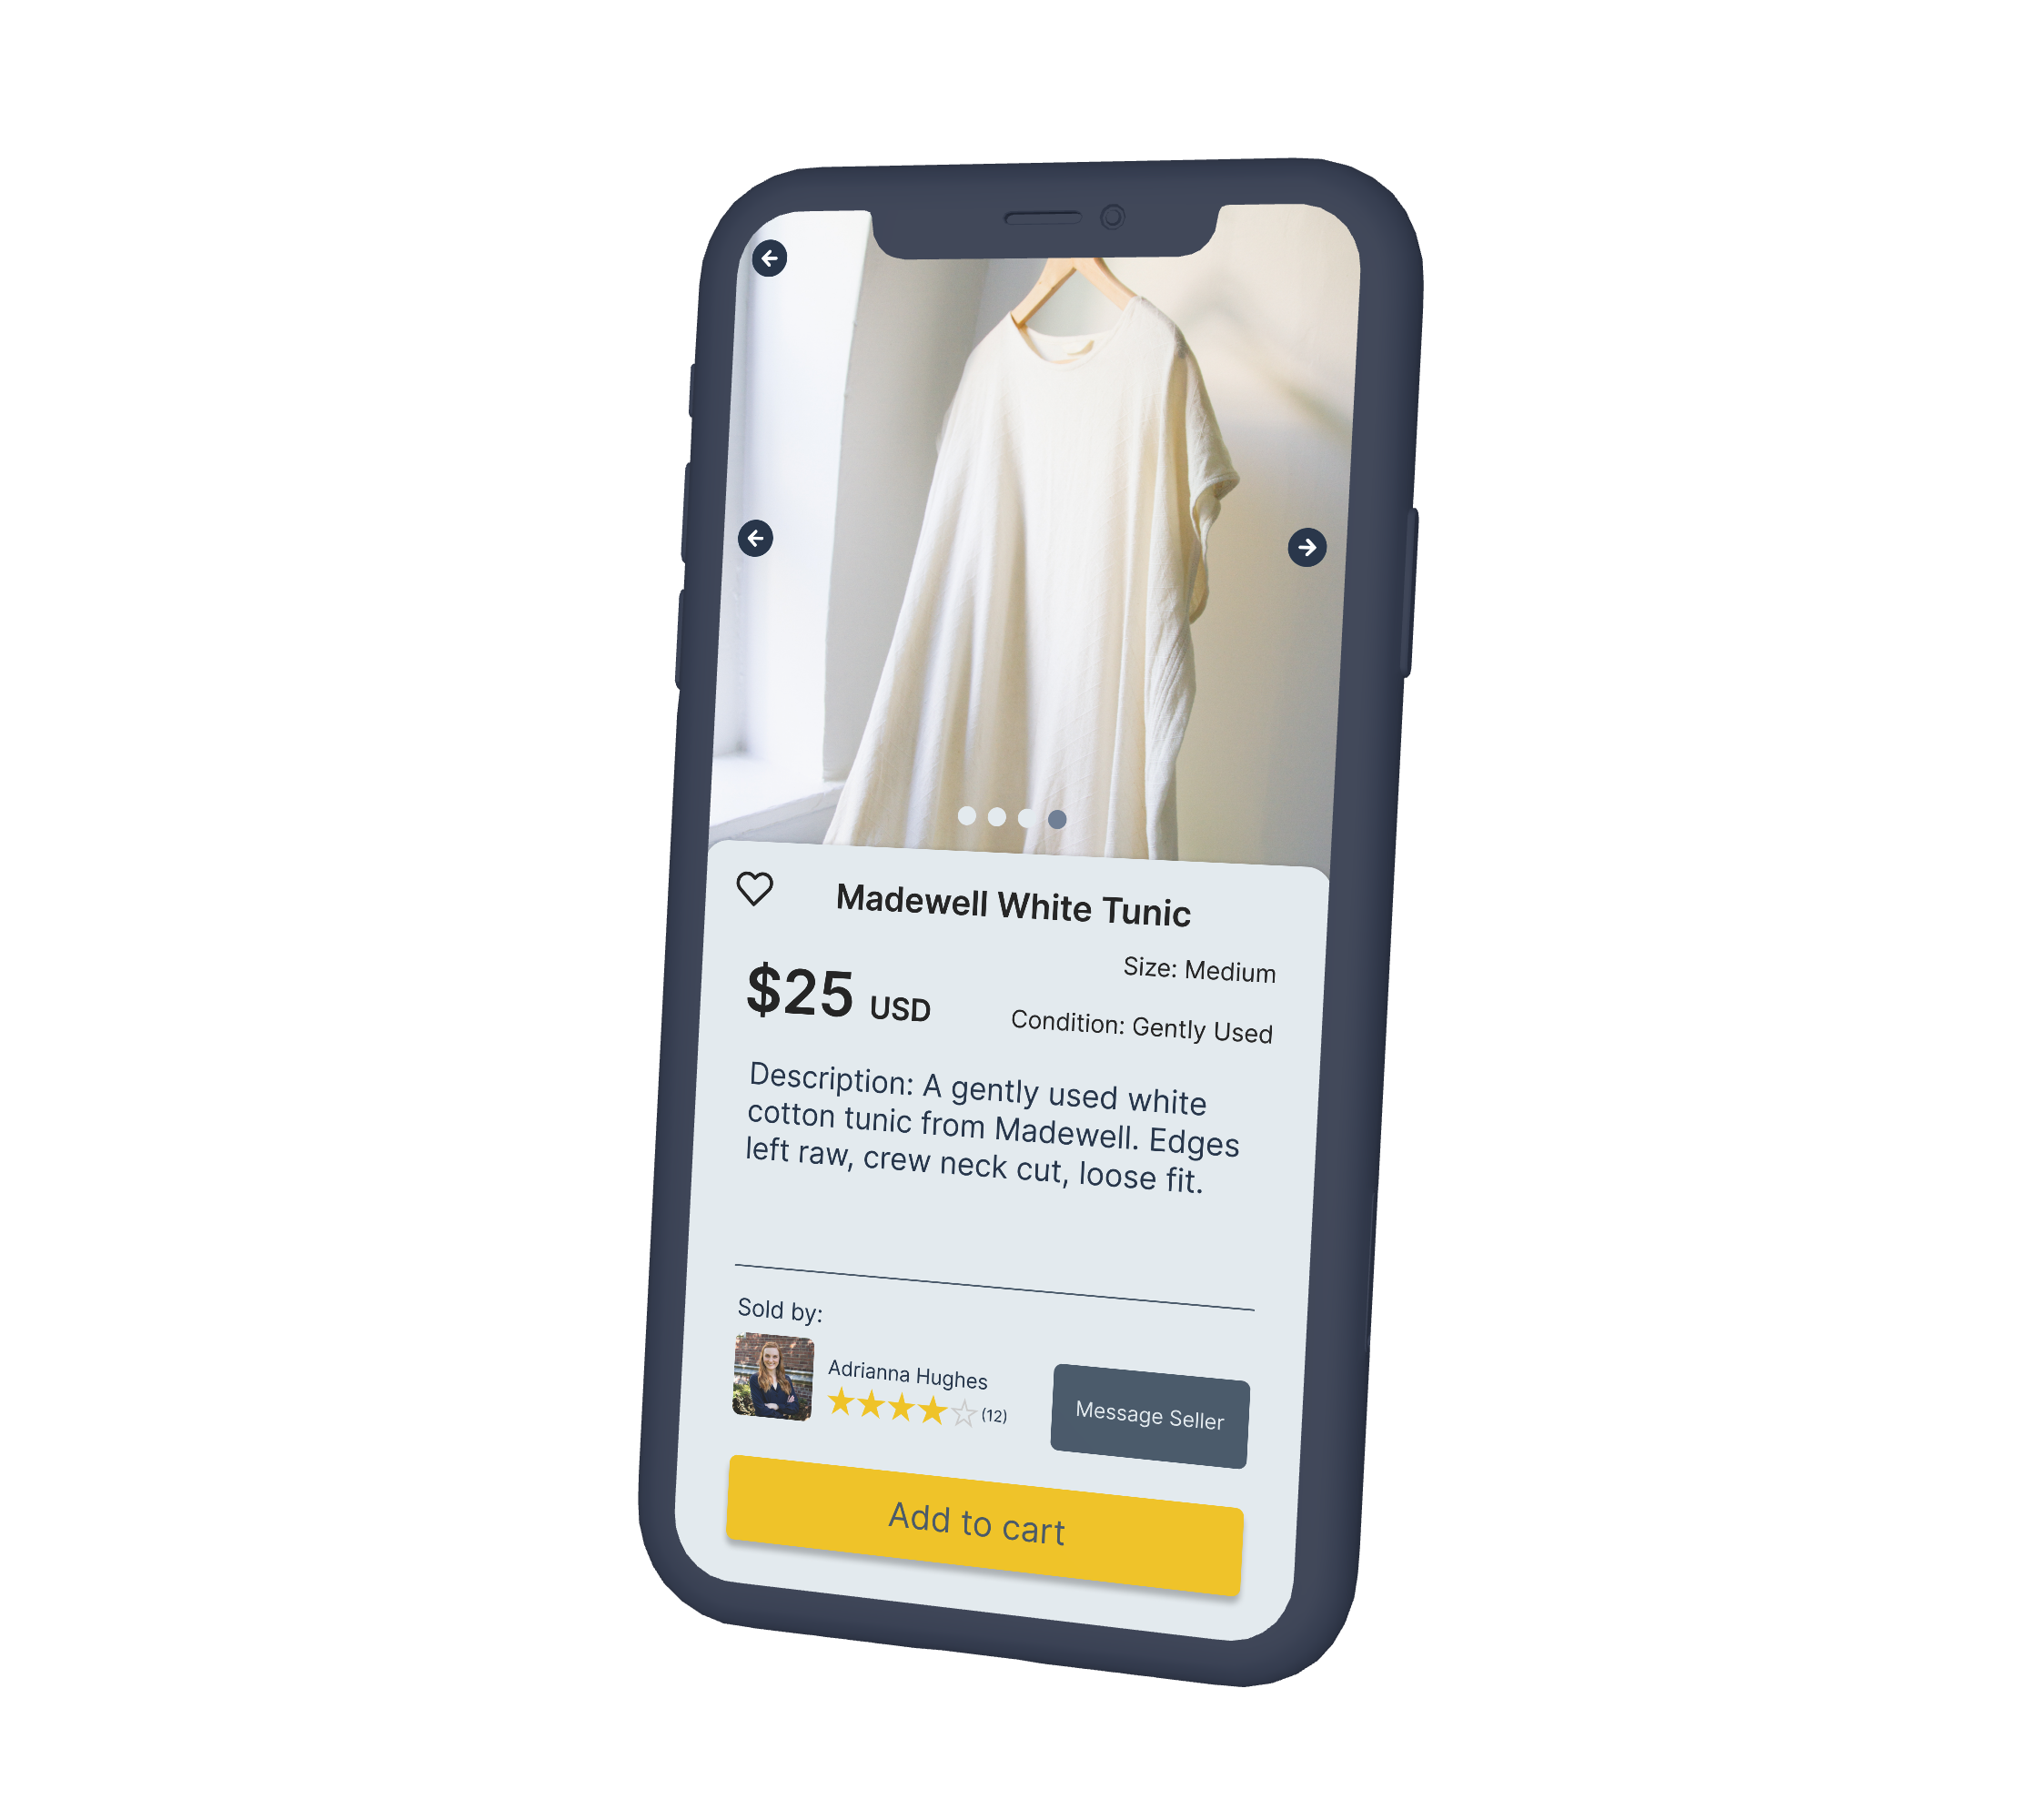 Madewell White Tunic
$25 USD
Size: Medium
Condition: Gently Used
Description: A gently used white
cotton tunic from Madewell. Edges
left raw, crew neck cut, loose fit.
Sold by:
Adrianna Hughes
(12)
Message Seller
Add to cart